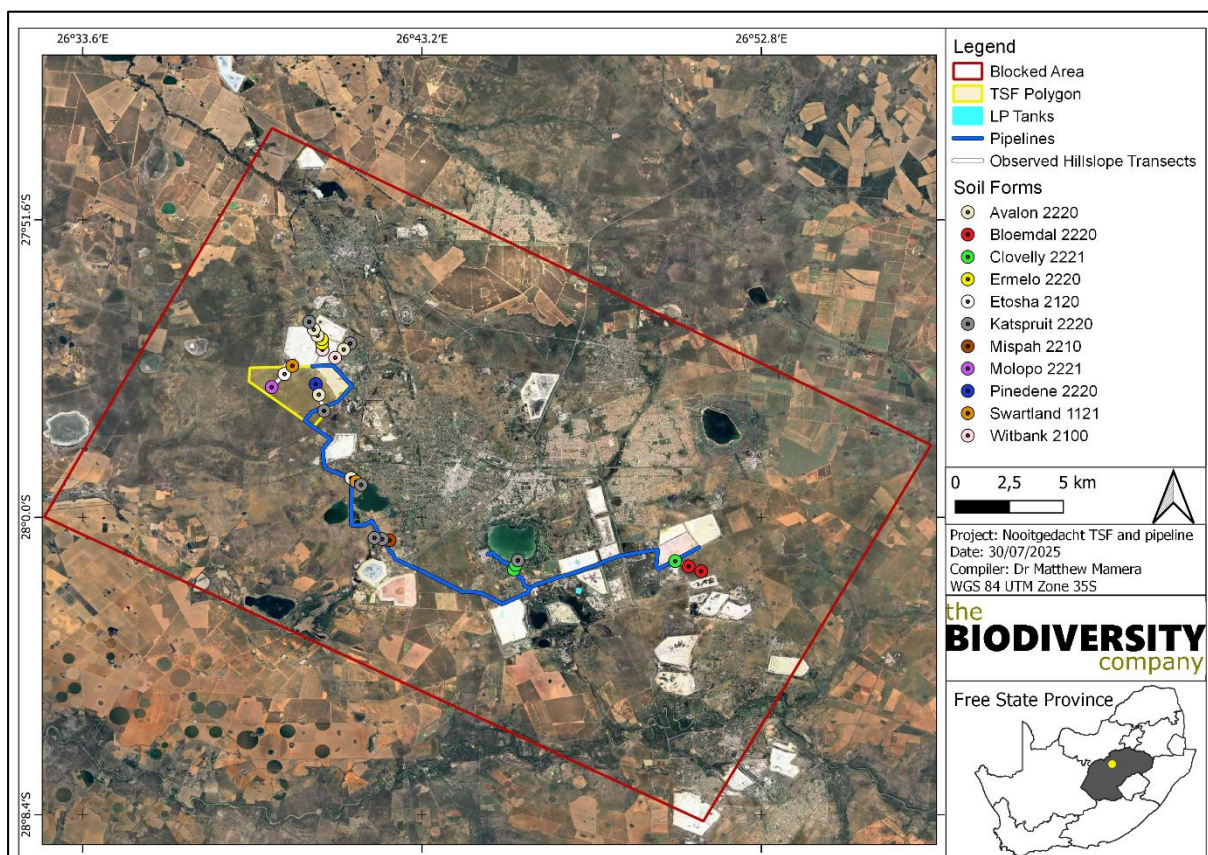 26°33.6'E
26°43.2'E
26°52.8'E
27°51.6'S
28°0.0'S
28°8.4'S
Legend
Blocked Area
TSF Polygon
LP Tanks
Pipelines
Observed Hillslope Transects
Soil Forms
Avalon 2220
Bloemdal 2220
Clovelly 2221
Ermelo 2220
Etosha 2120
Katspruit 2220
Mispah 2210
Molopo 2221
Pinedene 2220
Swartland 1121
Witbank 2100
0 2,5 5 km
Project: Nooitgedacht TSF and pipeline
Date: 30/07/2025
Compiler: Dr Matthew Mamera
WGS 84 UTM Zone 35S
the
BIODIVERSITY
company
Free State Province